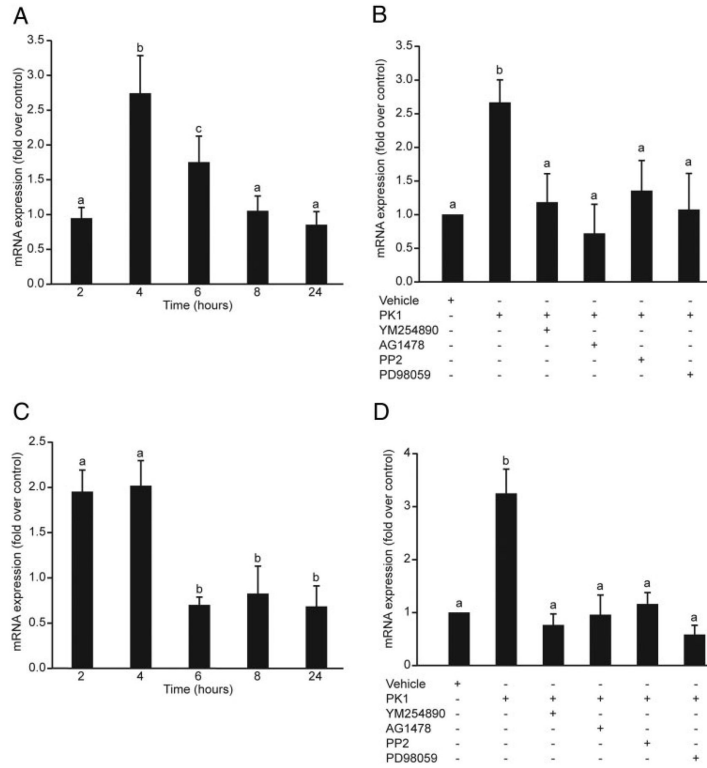 A
mRNA expression (fold over control)
3.5
3.0
2.5
2.0
1.5
1.0
0.5
0.0
a
b
c
a
a
2 4 6 8 24
Time (hours)
B
mRNA expression (fold over control)
3.5
3.0
2.5
2.0
1.5
1.0
0.5
0.0
a
b
a
a
a
a
Vehicle + - - - - -
PK1 - + + + + +
YM254890 - - + - - -
AG1478 - - - + - -
PP2 - - - - + -
PD98059 - - - - - +
C
mRNA expression (fold over control)
2.5
2.0
1.5
1.0
0.5
0.0
a
a
b
b
b
2 4 6 8 24
Time (hours)
D
mRNA expression (fold over control)
4
3
2
1
0
a
b
a
a
a
a
Vehicle + - - - - -
PK1 - + + + + +
YM254890 - - + - - -
AG1478 - - - + - -
PP2 - - - - + -
PD98059 - - - - - +